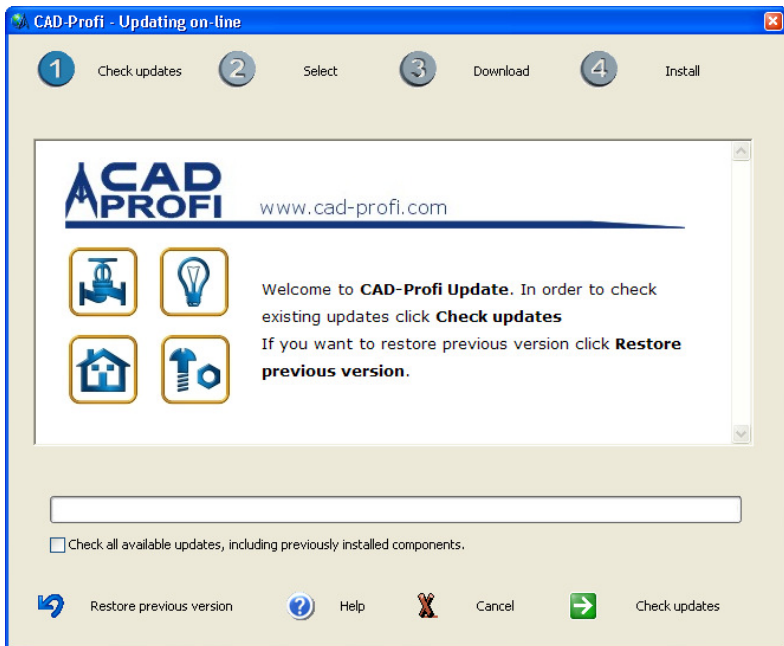 CAD-Profi - Updating on-line
1 Check updates 2 Select 3 Download 4 Install
CAD
PROFI
www.cad-profi.com
Welcome to CAD-Profi Update. In order to check
existing updates click Check updates
If you want to restore previous version click Restore
previous version.
Check all available updates, including previously installed components.
Restore previous version ? Help Cancel Check updates